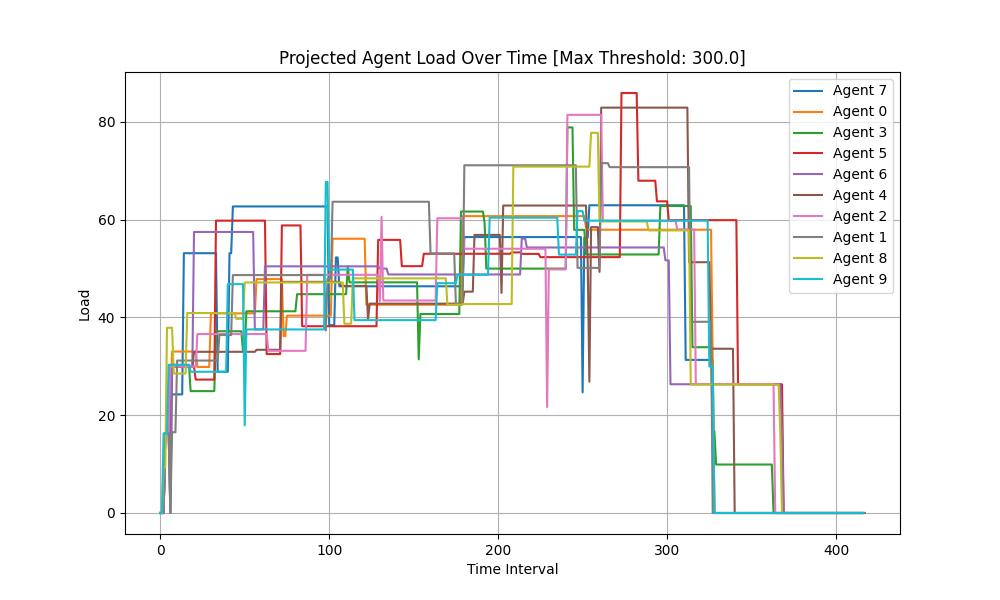 Projected Agent Load Over Time [Max Threshold: 300.0]
Load
80
60
40
20
0
0 100 200 300 400
Time Interval
Agent 7
Agent 0
Agent 3
Agent 5
Agent 6
Agent 4
Agent 2
Agent 1
Agent 8
Agent 9